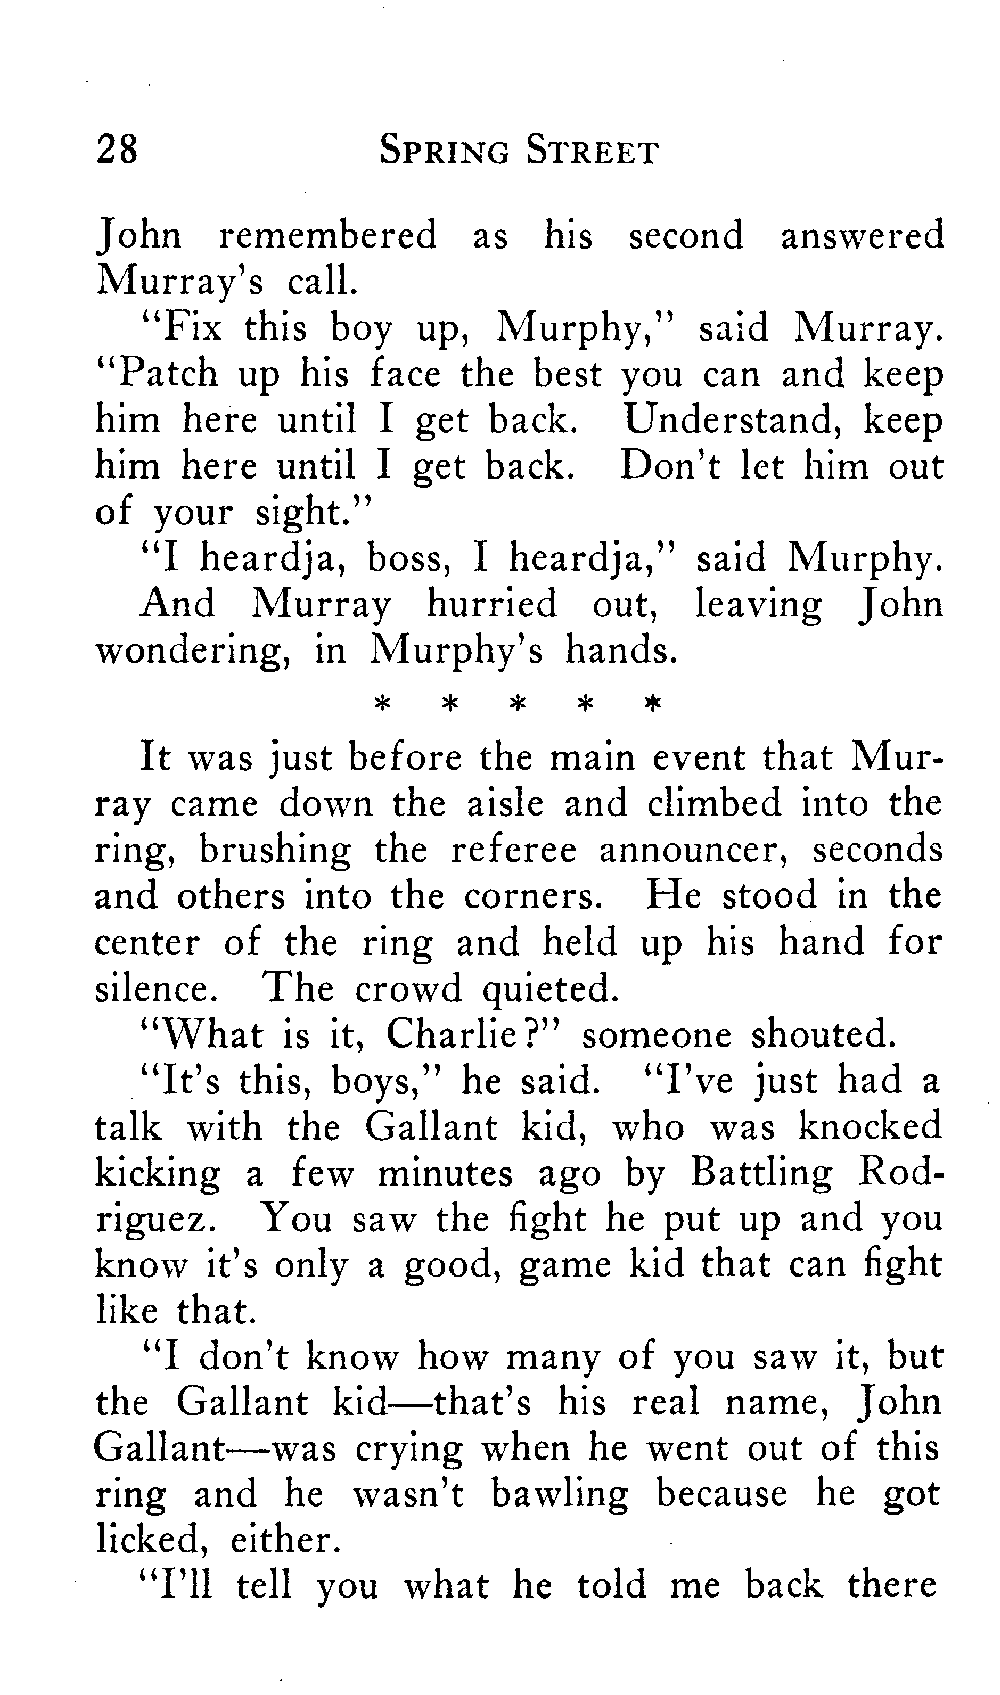 28 SPRING STREET
John remembered as his second answered
Murray's call.
"Fix this boy up, Murphy," said Murray.
"Patch up his face the best you can and keep
him here until I get back. Understand, keep
him here until I get back. Don't let him out
of your sight."
"I heardja, boss, I heardja," said Murphy.
And Murray hurried out, leaving John
wondering, in Murphy's hands.
* * * * *
It was just before the main event that Mur-
ray came down the aisle and climbed into the
ring, brushing the referee announcer, seconds
and others into the corners. He stood in the
center of the ring and held up his hand for
silence. The crowd quieted.
"What is it, Charlie?" someone shouted.
"It's this, boys," he said. "I've just had a
talk with the Gallant kid, who was knocked
kicking a few minutes ago by Battling Rod-
riguez. You saw the fight he put up and you
know it's only a good, game kid that can fight
like that.
"I don't know how many of you saw it, but
the Gallant kid—that's his real name, John
Gallant—was crying when he went out of this
ring and he wasn't bawling because he got
licked, either.
"I'll tell you what he told me back there